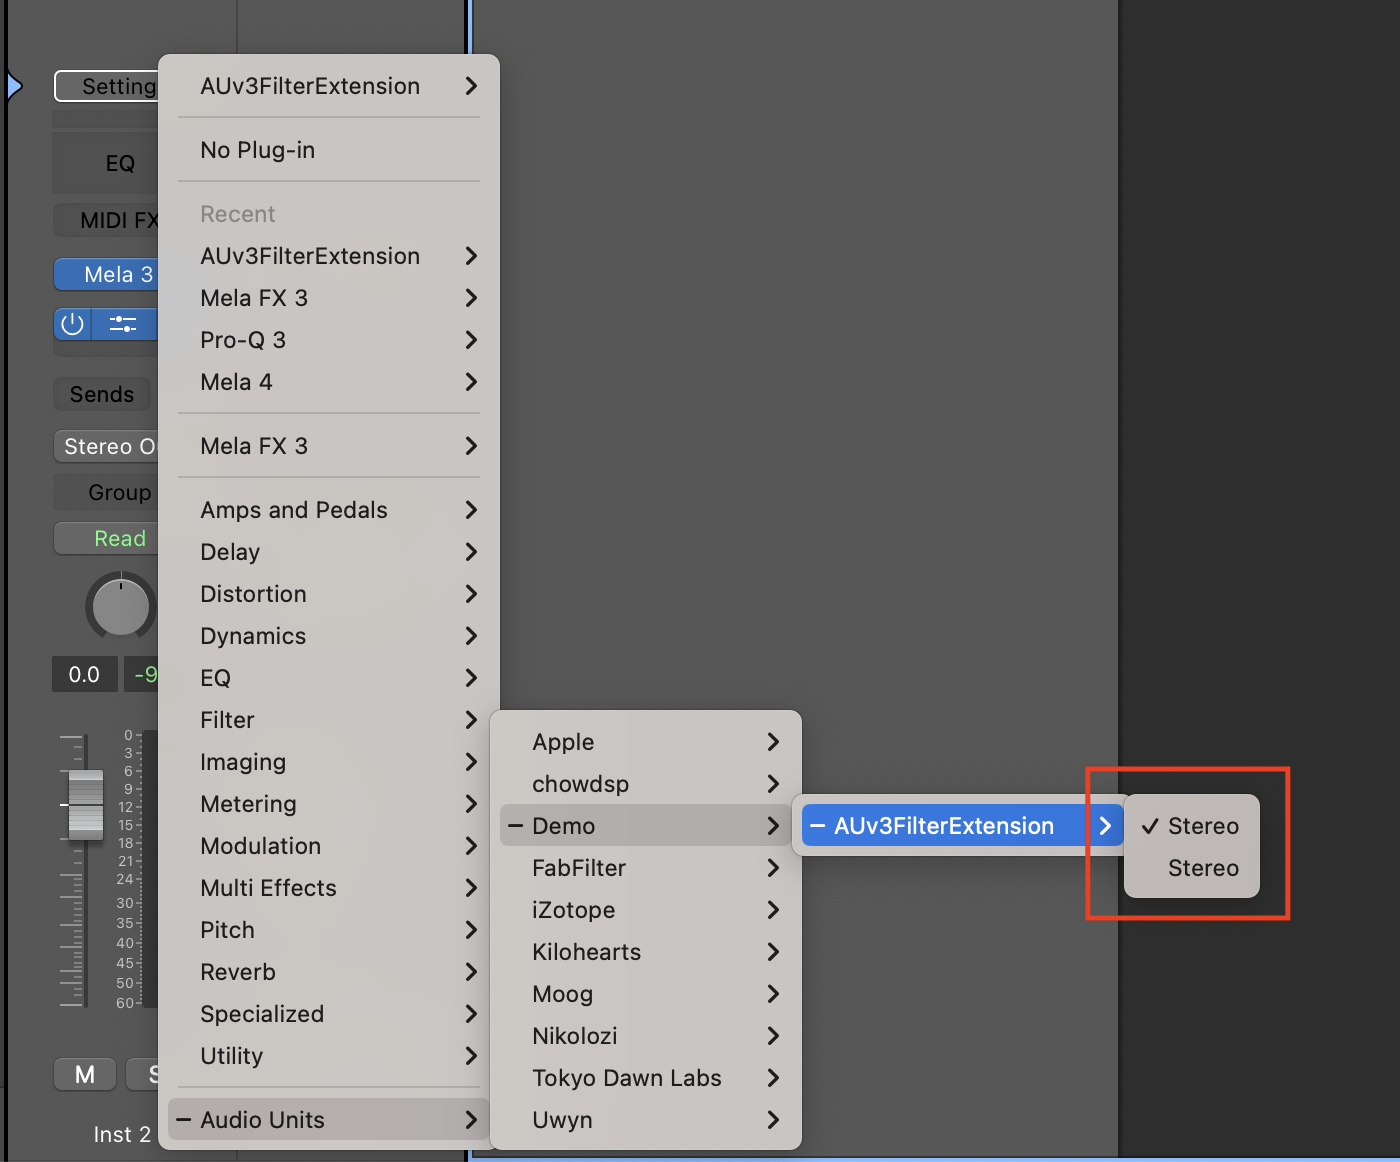 Setting
EQ
MIDI FX
Mela 3
Sends
Stereo O
Group
Read
0.0
-9
0
3
6
9
12
15
18
21
24
30
35
40
45
50
60
M
S
Inst 2
AUv3FilterExtension
No Plug-in
Recent
AUv3FilterExtension
Mela FX 3
Pro-Q 3
Mela 4
Mela FX 3
Amps and Pedals
Delay
Distortion
Dynamics
EQ
Filter
Imaging
Metering
Modulation
Multi Effects
Pitch
Reverb
Specialized
Utility
Audio Units
Apple
chowdsp
Demo
FabFilter
iZotope
Kilohearts
Moog
Nikolozi
Tokyo Dawn Labs
Uwyn
AUv3FilterExtension
Stereo
Stereo